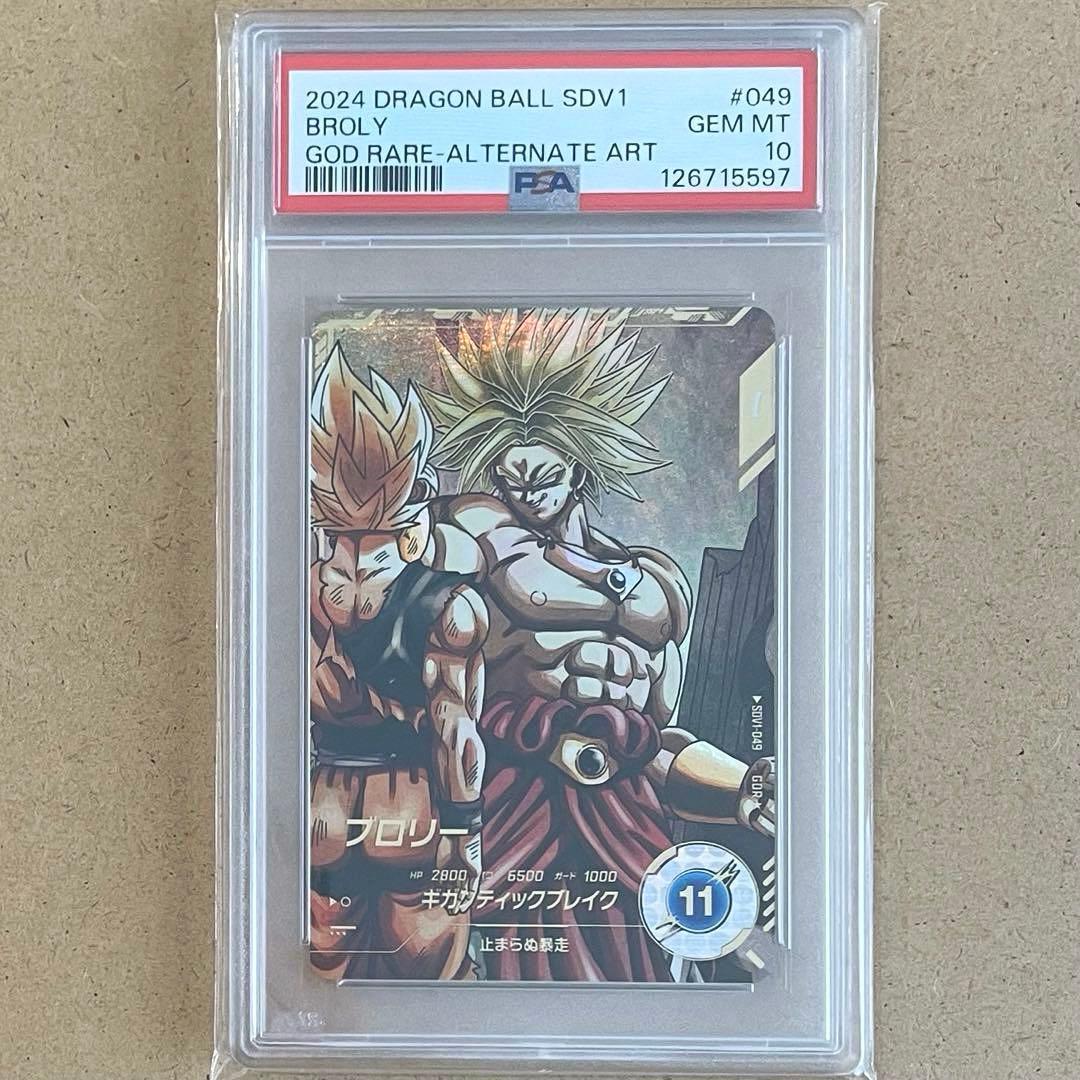 2024 DRAGON BALL SDV1 #049
BROLY GEM MT
GOD RARE-ALTERNATE ART 10
PSA 126715597
▶SDV1-049 GDR★
ブロリー
HP 2800 6500 ガード 1000
ギガンティックブレイク
11
止まらぬ暴走